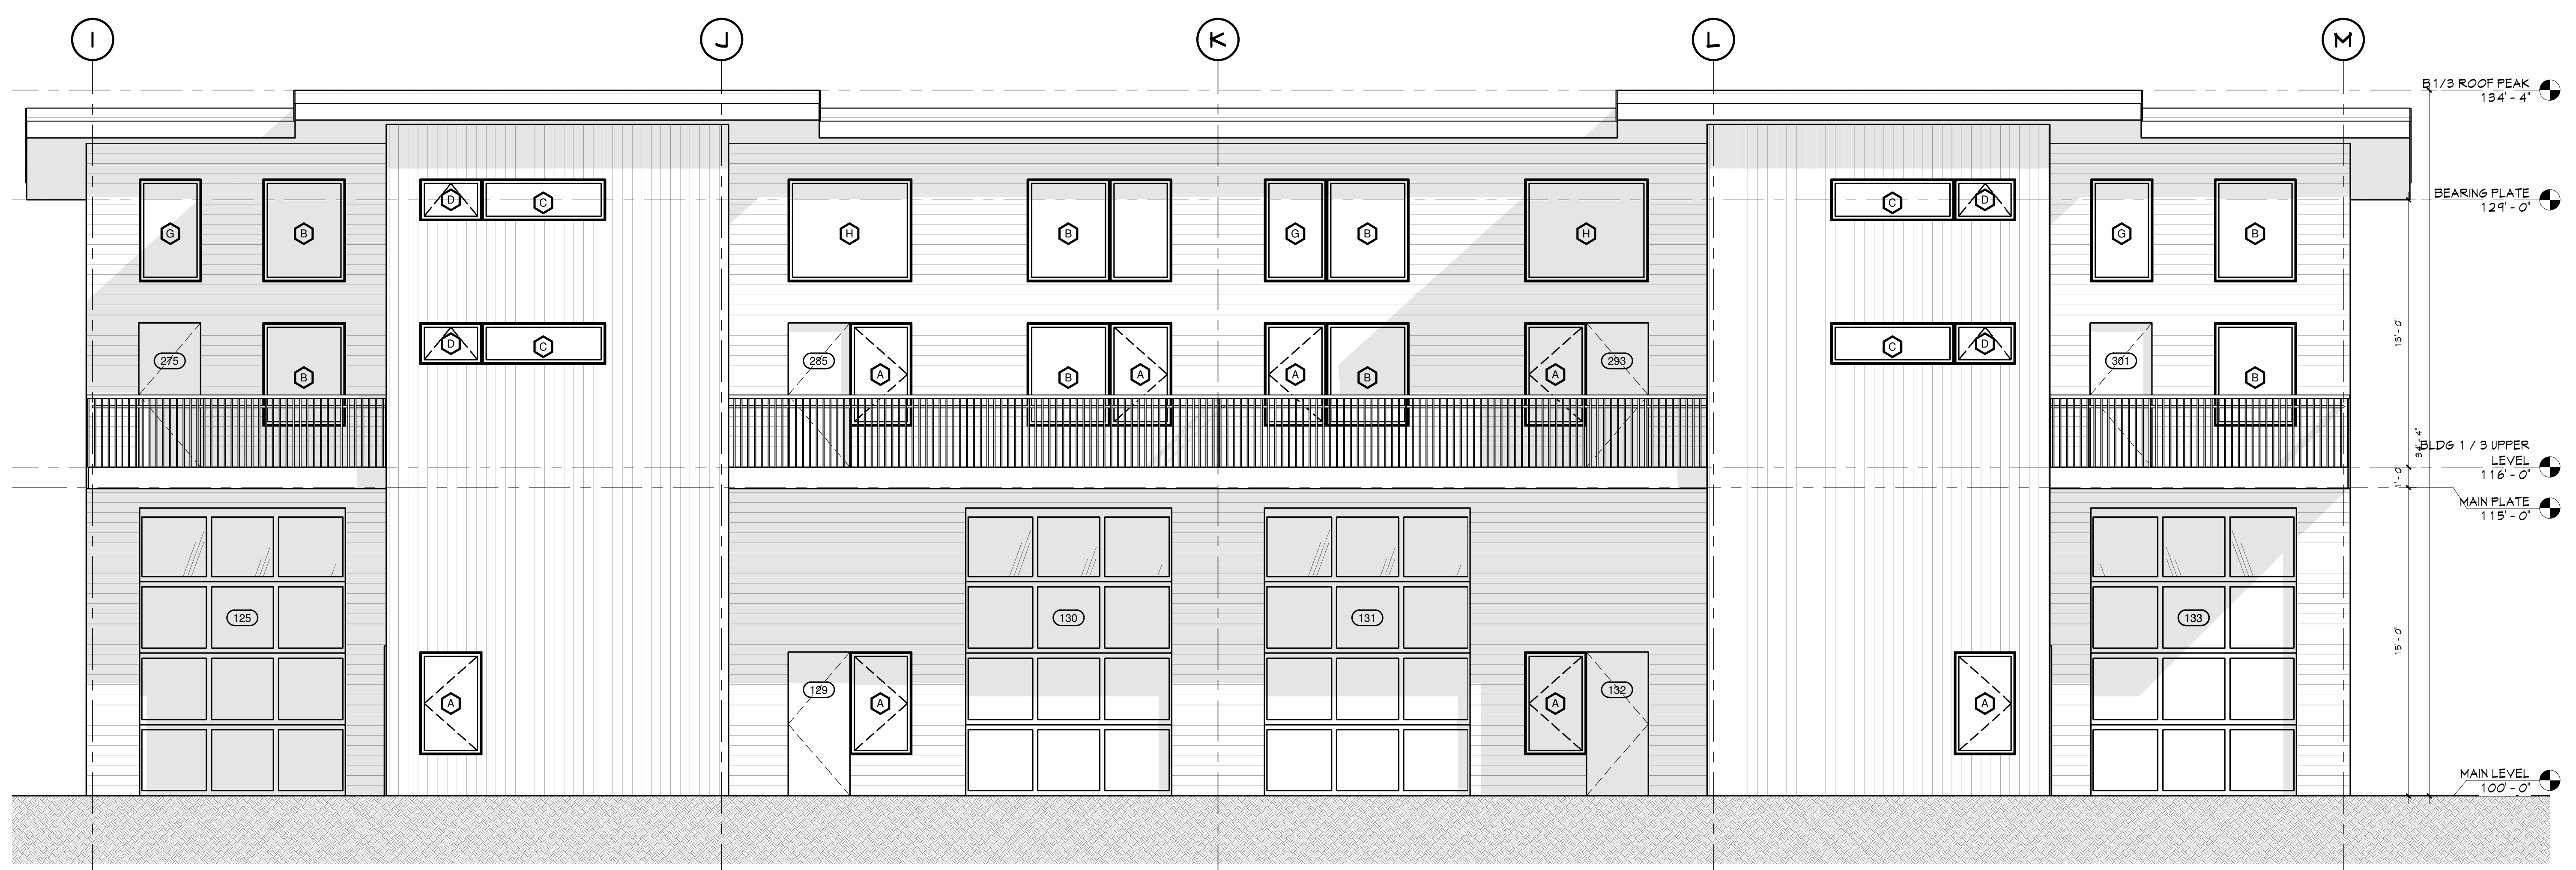 I J K L M
B1/3 ROOF PEAK
134' - 4"
BEARING PLATE
129' - 0"
D C C D
G B H B G B H G B
13' - 0"
D C C D
275 285 293 301
B A B A A B A B
34' - 4"
BLDG 1 / 3 UPPER
LEVEL
116' - 0"
1' - 0"
MAIN PLATE
115' - 0"
125 130 131 133
15' - 0"
129 132
A A A A
MAIN LEVEL
100' - 0"